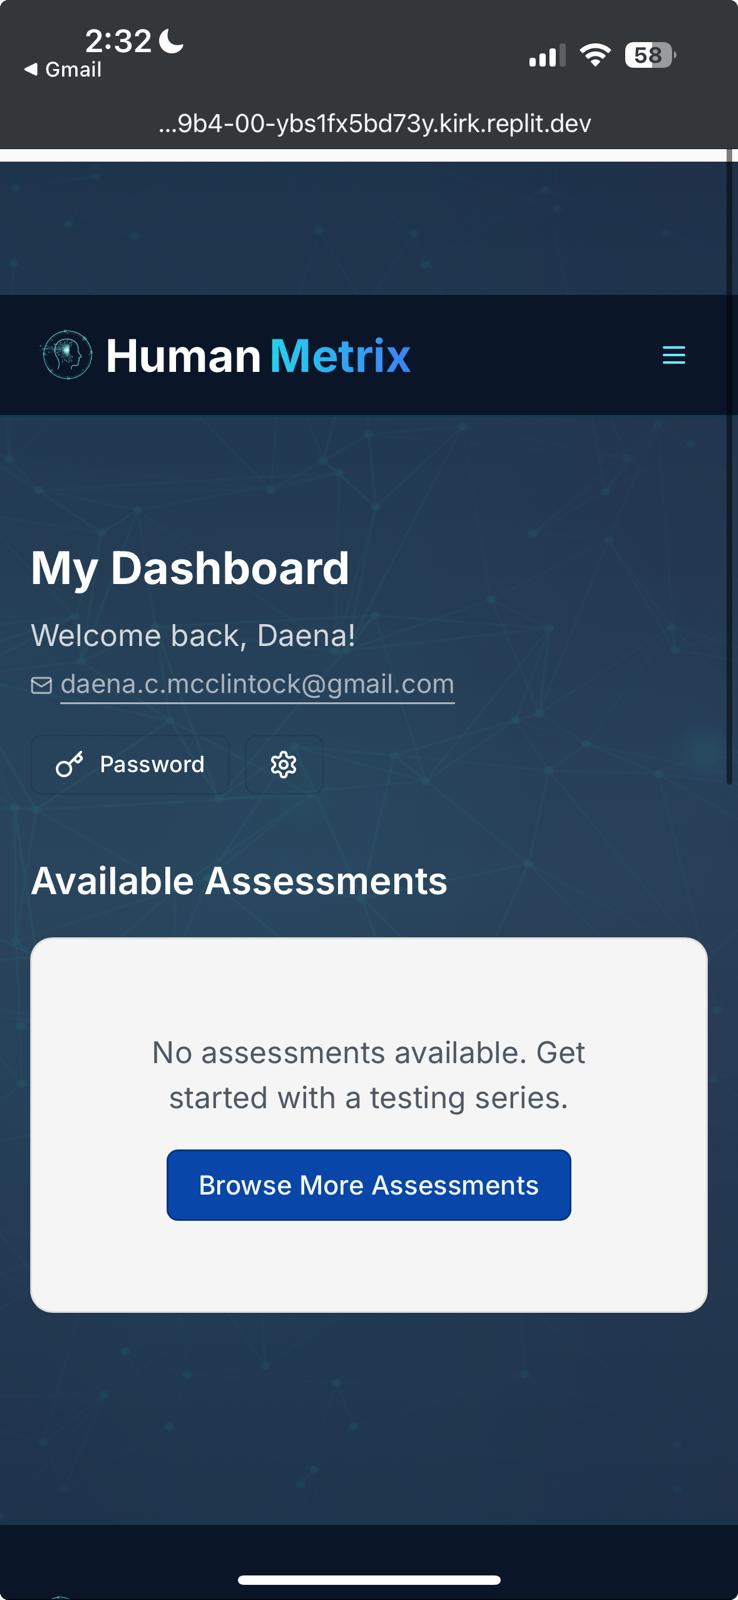 2:32
58
◀ Gmail
...9b4-00-ybs1fx5bd73y.kirk.replit.dev
Human Metrix
My Dashboard
Welcome back, Daena!
daena.c.mcclintock@gmail.com
Password
Available Assessments
No assessments available. Get
started with a testing series.
Browse More Assessments